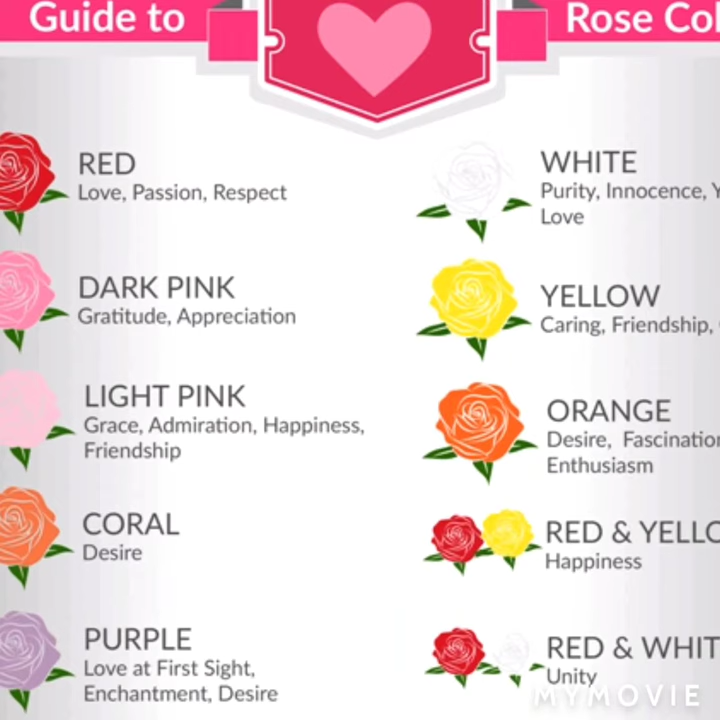 Guide to
Rose Col
RED
Love, Passion, Respect
DARK PINK
Gratitude, Appreciation
LIGHT PINK
Grace, Admiration, Happiness,
Friendship
CORAL
Desire
PURPLE
Love at First Sight,
Enchantment, Desire
WHITE
Purity, Innocence, Y
Love
YELLOW
Caring, Friendship,
ORANGE
Desire, Fascination
Enthusiasm
RED & YELLO
Happiness
RED & WHIT
Unity
MYMOVIE